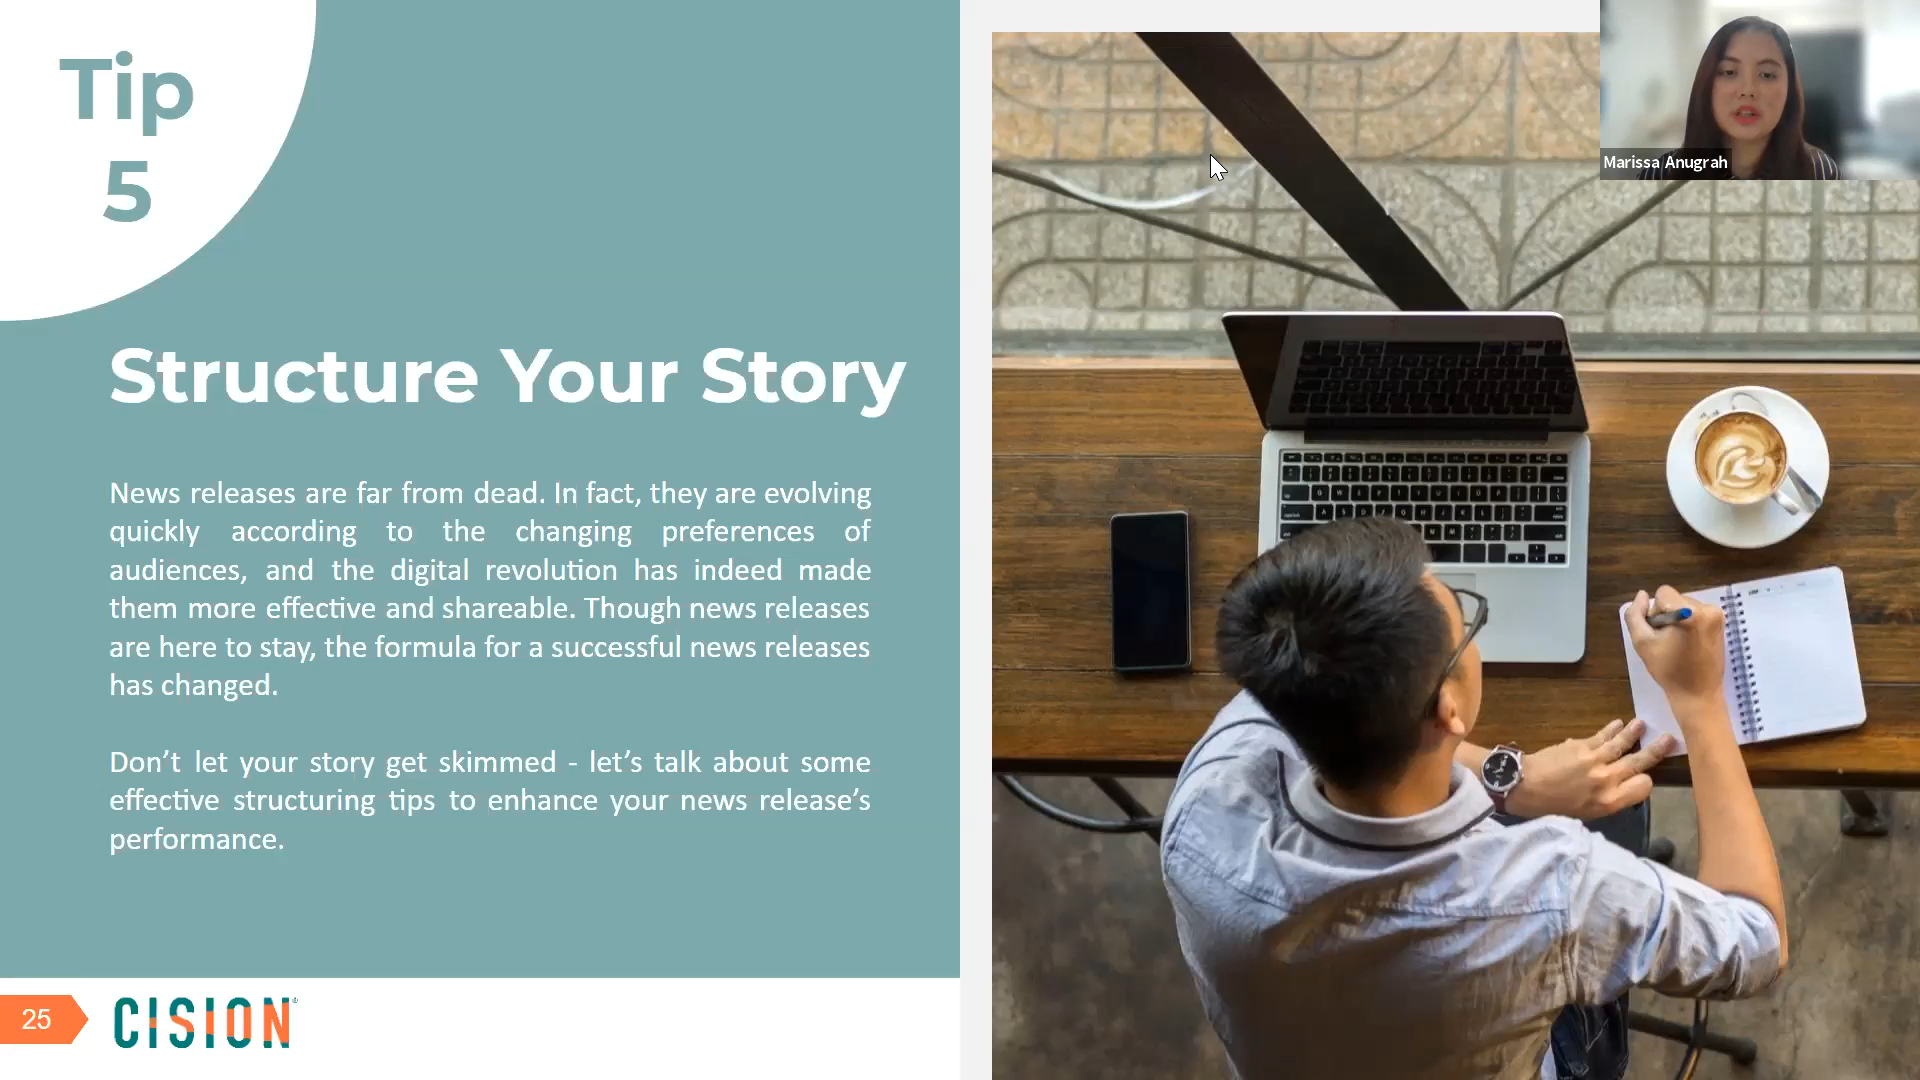 Tip
5
Marissa Anugrah
Structure Your Story
News releases are far from dead. In fact, they are evolving
quickly according to the changing preferences of
audiences, and the digital revolution has indeed made
them more effective and shareable. Though news releases
are here to stay, the formula for a successful news releases
has changed.
Don’t let your story get skimmed - let’s talk about some
effective structuring tips to enhance your news release’s
performance.
25
CISION®